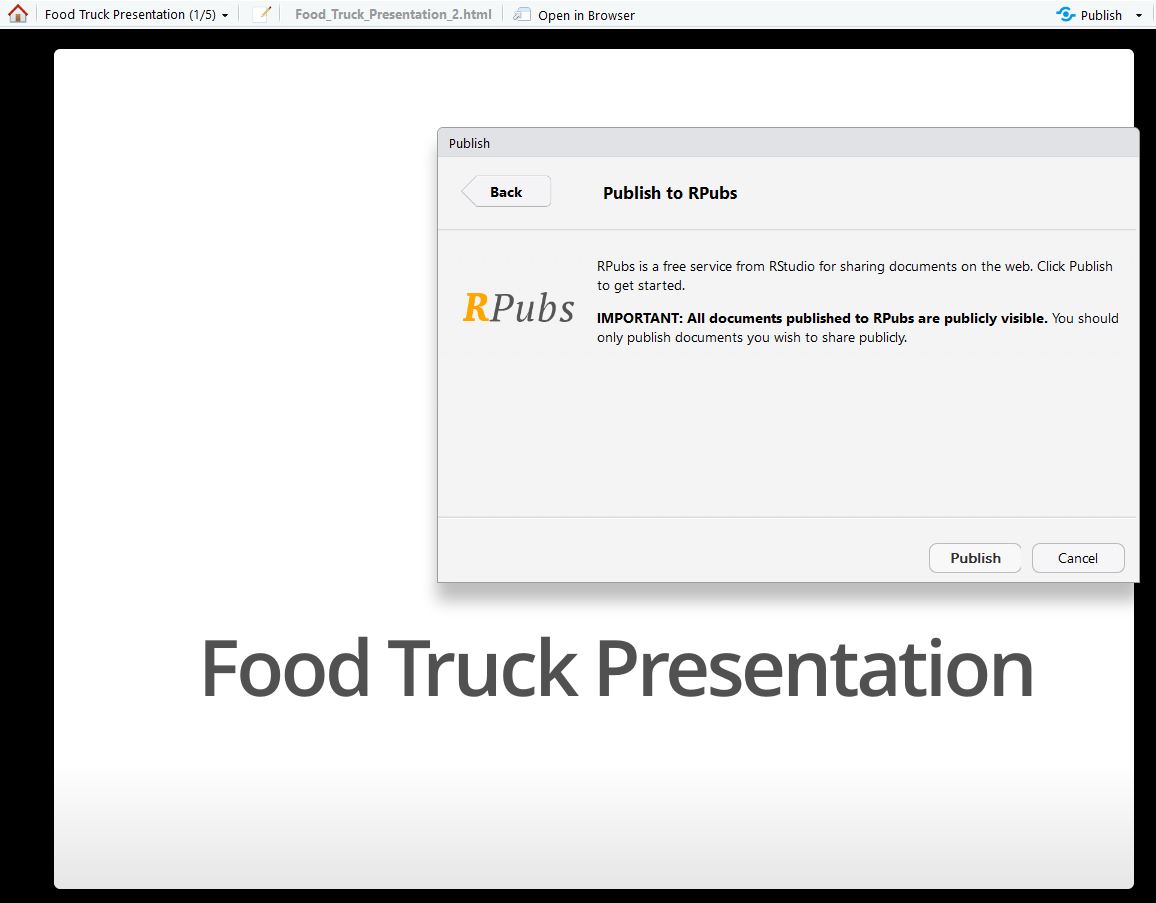 Food Truck Presentation (1/5)
Food_Truck_Presentation_2.html
Open in Browser
Publish
Publish
Back
Publish to RPubs
RPubs
RPubs is a free service from RStudio for sharing documents on the web. Click Publish
to get started.
IMPORTANT: All documents published to RPubs are publicly visible. You should
only publish documents you wish to share publicly.
Publish
Cancel
Food Truck Presentation